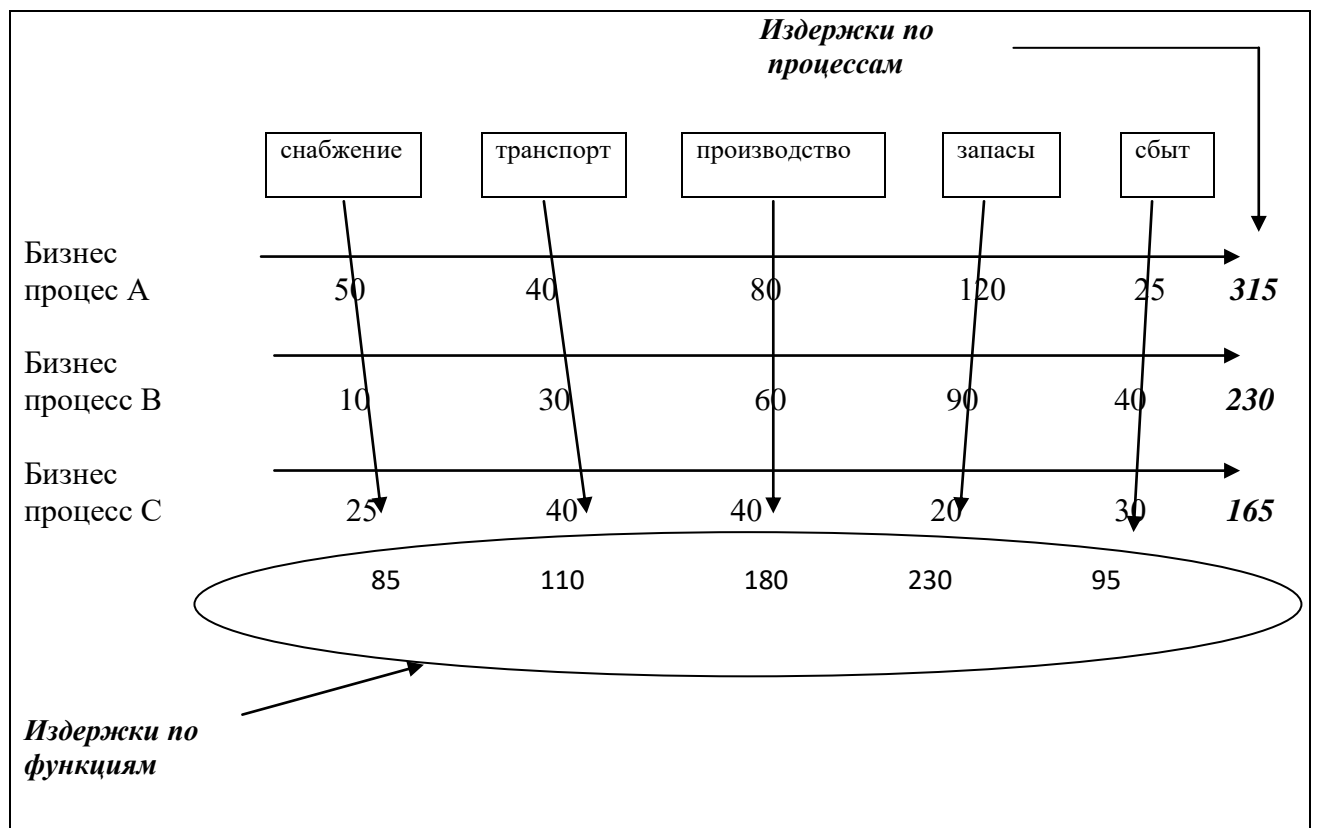 Издержки по
процессам
снабжение транспорт производство запасы сбыт
Бизнес
процес А 50 40 80 120 25 315
Бизнес
процесс В 10 30 60 90 40 230
Бизнес
процесс С 25 40 40 20 30 165
85 110 180 230 95
Издержки по
функциям